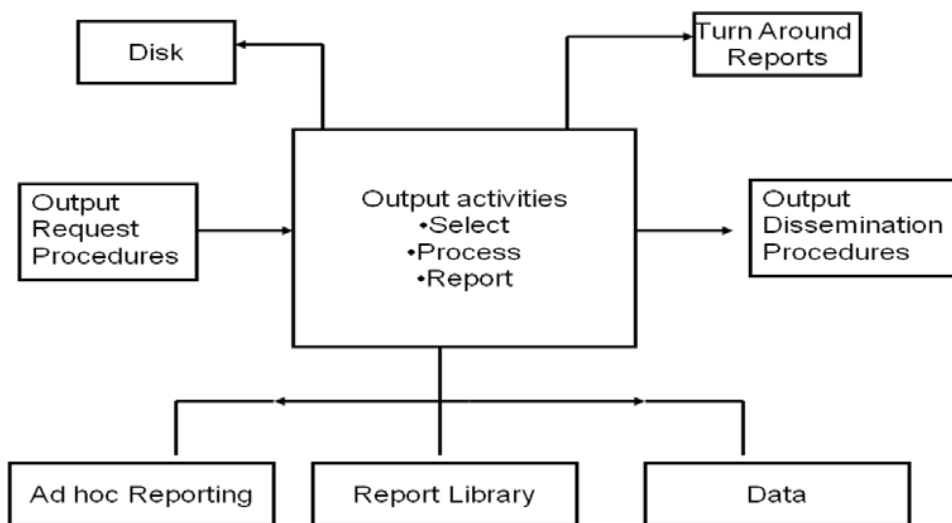 Disk
Turn Around
Reports
Output
Request
Procedures
Output activities
•Select
•Process
•Report
Output
Dissemination
Procedures
Ad hoc Reporting
Report Library
Data